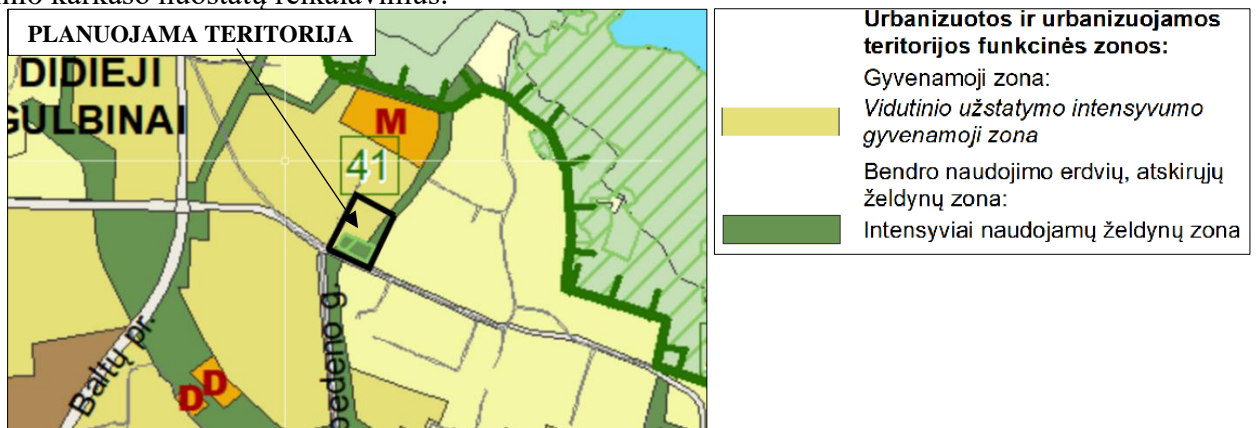 PLANUOJAMA TERITORIJA
DIDIEJI
GULBINAI
M
41
Baltų pr.
D
D
Urbanizuotos ir urbanizuojamos
teritorijos funkcinės zonos:
Gyvenamoji zona:
Vidutinio užstatymo intensyvumo
gyvenamoji zona
Bendro naudojimo erdvių, atskirųjų
želdynų zona:
Intensyviai naudojamų želdynų zona